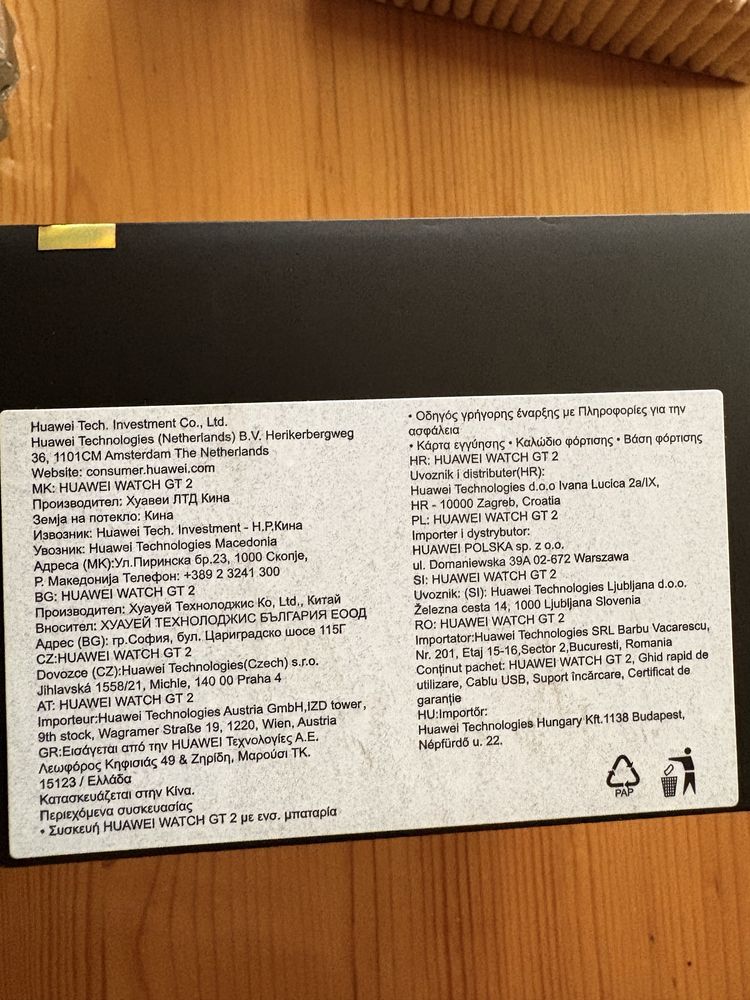 Huawei Tech. Investment Co., Ltd.
Huawei Technologies (Netherlands) B.V. Herikerbergweg
36, 1101CM Amsterdam The Netherlands
Website: consumer.huawei.com
MK: HUAWEI WATCH GT 2
Производител: Хуавеи ЛТД Кина
Земја на потекло: Кина
Извозник: Huawei Tech. Investment - Н.Р.Кина
Увозник: Huawei Technologies Macedonia
Адреса (МК):Ул.Пиринска бр.23, 1000 Скопје,
Р. Македонија Телефон: +389 2 3241 300
BG: HUAWEI WATCH GT 2
Производител: Хуауей Технолоджис Ко, Ltd., Китай
Вносител: ХУАУЕЙ ТЕХНОЛОДЖИС БЪЛГАРИЯ ЕООД
Адрес (BG): гр.София, бул. Цариградско шосе 115Г
CZ:HUAWEI WATCH GT 2
Dovozce (CZ):Huawei Technologies(Czech) s.r.o.
Jihlavská 1558/21, Michle, 140 00 Praha 4
AT: HUAWEI WATCH GT 2
Importeur:Huawei Technologies Austria GmbH,IZD tower,
9th stock, Wagramer Straße 19, 1220, Wien, Austria
GR:Εισάγεται από την HUAWEI Τεχνολογίες Α.Ε.
Λεωφόρος Κηφισιάς 49 & Ζηρίδη, Μαρούσι ΤΚ.
15123 / Ελλάδα
Κατασκευάζεται στην Κίνα.
Περιεχόμενα συσκευασίας
• Συσκευή HUAWEI WATCH GT 2 με ενσ. μπαταρία
• Οδηγός γρήγορης έναρξης με Πληροφορίες για την
ασφάλεια
• Κάρτα εγγύησης • Καλώδιο φόρτισης • Βάση φόρτισης
HR: HUAWEI WATCH GT 2
Uvoznik i distributer(HR):
Huawei Technologies d.o.o Ivana Lucica 2a/IX,
HR - 10000 Zagreb, Croatia
PL: HUAWEI WATCH GT 2
Importer i dystrybutor:
HUAWEI POLSKA sp. z o.o.
ul. Domaniewska 39A 02-672 Warszawa
SI: HUAWEI WATCH GT 2
Uvoznik: (SI): Huawei Technologies Ljubljana d.o.o.
Železna cesta 14, 1000 Ljubljana Slovenia
RO: HUAWEI WATCH GT 2
Importator:Huawei Technologies SRL Barbu Vacarescu,
Nr. 201, Etaj 15-16,Sector 2,Bucuresti, Romania
Conținut pachet: HUAWEI WATCH GT 2, Ghid rapid de
utilizare, Cablu USB, Suport încărcare, Certificat de
garanție
HU:Importőr:
Huawei Technologies Hungary Kft.1138 Budapest,
Népfürdő u. 22.
PAP